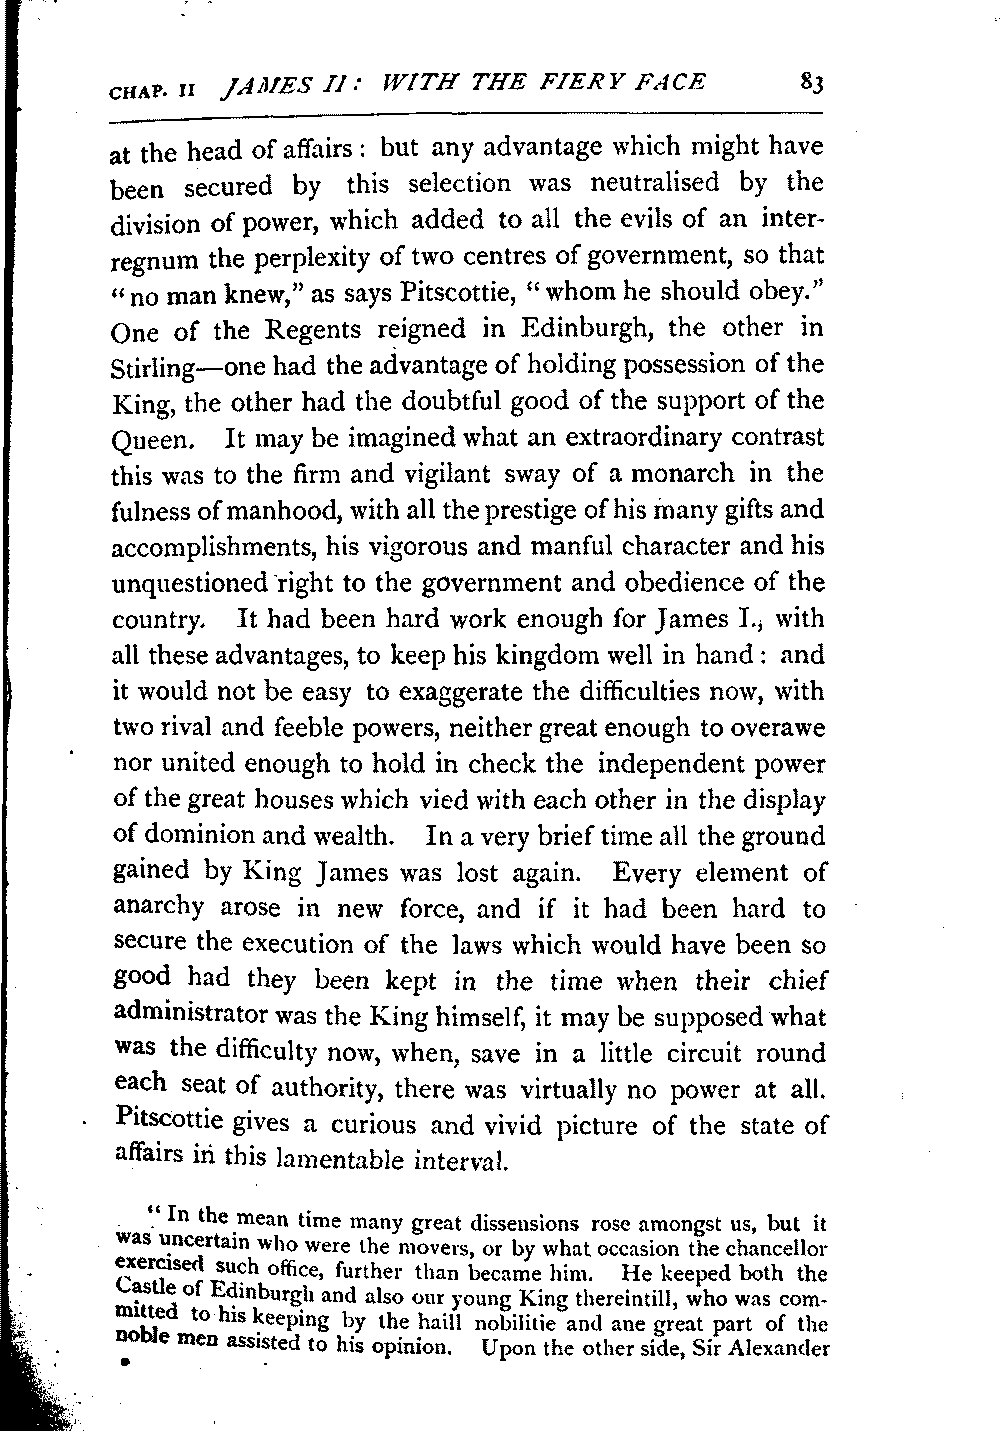 CHAP. II JAMES II: WITH THE FIERY FACE 83
at the head of affairs : but any advantage which might have
been secured by this selection was neutralised by the
division of power, which added to all the evils of an inter-
regnum the perplexity of two centres of government, so that
“no man knew,” as says Pitscottie, “whom he should obey.”
One of the Regents reigned in Edinburgh, the other in
Stirling—one had the advantage of holding possession of the
King, the other had the doubtful good of the support of the
Queen. It may be imagined what an extraordinary contrast
this was to the firm and vigilant sway of a monarch in the
fulness of manhood, with all the prestige of his many gifts and
accomplishments, his vigorous and manful character and his
unquestioned right to the government and obedience of the
country. It had been hard work enough for James I., with
all these advantages, to keep his kingdom well in hand : and
it would not be easy to exaggerate the difficulties now, with
two rival and feeble powers, neither great enough to overawe
nor united enough to hold in check the independent power
of the great houses which vied with each other in the display
of dominion and wealth. In a very brief time all the ground
gained by King James was lost again. Every element of
anarchy arose in new force, and if it had been hard to
secure the execution of the laws which would have been so
good had they been kept in the time when their chief
administrator was the King himself, it may be supposed what
was the difficulty now, when, save in a little circuit round
each seat of authority, there was virtually no power at all.
Pitscottie gives a curious and vivid picture of the state of
affairs in this lamentable interval.
“In the mean time many great dissensions rose amongst us, but it
was uncertain who were the movers, or by what occasion the chancellor
exercised such office, further than became him. He keeped both the
Castle of Edinburgh and also our young King thereintill, who was com-
mitted to his keeping by the haill nobilitie and ane great part of the
noble men assisted to his opinion. Upon the other side, Sir Alexander